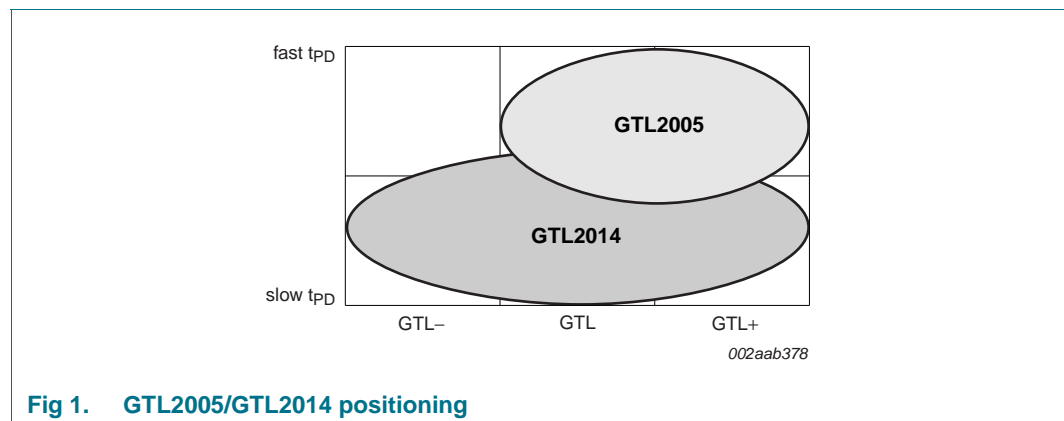 fast tPD
GTL2005
GTL2014
slow tPD
GTL− GTL GTL+
002aab378
Fig 1. GTL2005/GTL2014 positioning